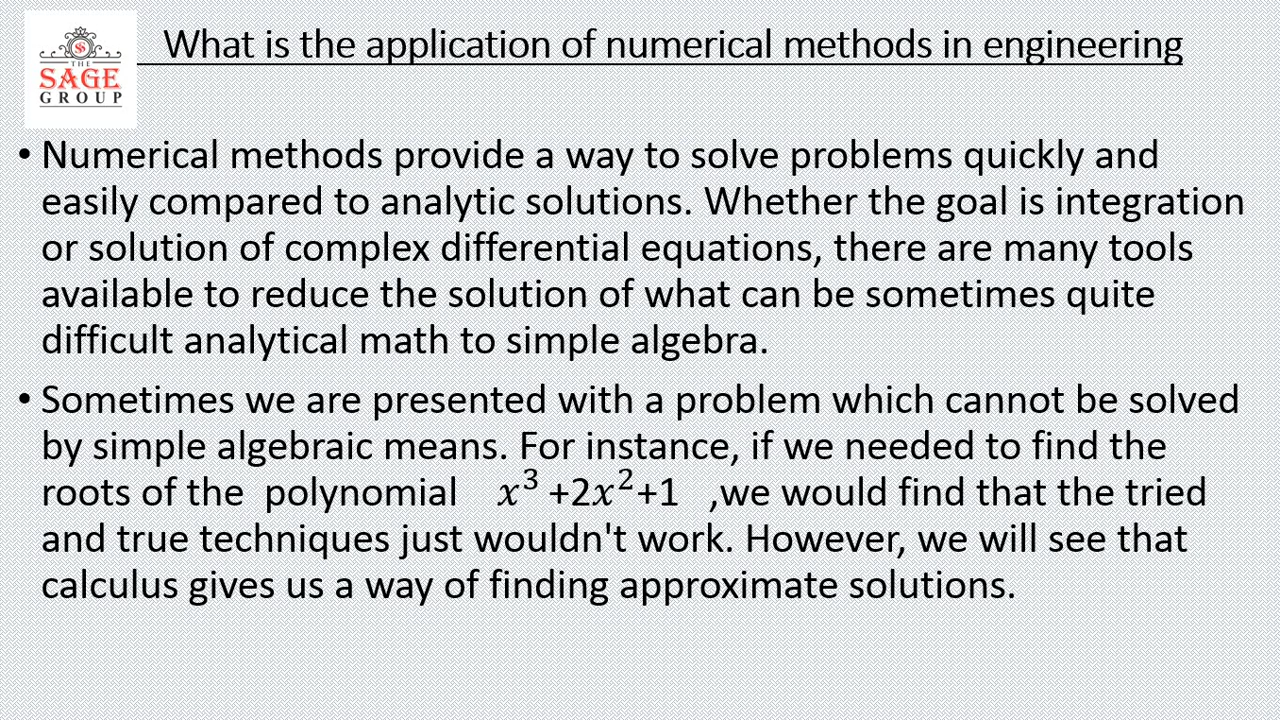 What is the application of numerical methods in engineering
THE
SAGE
GROUP
• Numerical methods provide a way to solve problems quickly and
easily compared to analytic solutions. Whether the goal is integration
or solution of complex differential equations, there are many tools
available to reduce the solution of what can be sometimes quite
difficult analytical math to simple algebra.
• Sometimes we are presented with a problem which cannot be solved
by simple algebraic means. For instance, if we needed to find the
roots of the polynomial x³ +2x²+1 ,we would find that the tried
and true techniques just wouldn't work. However, we will see that
calculus gives us a way of finding approximate solutions.